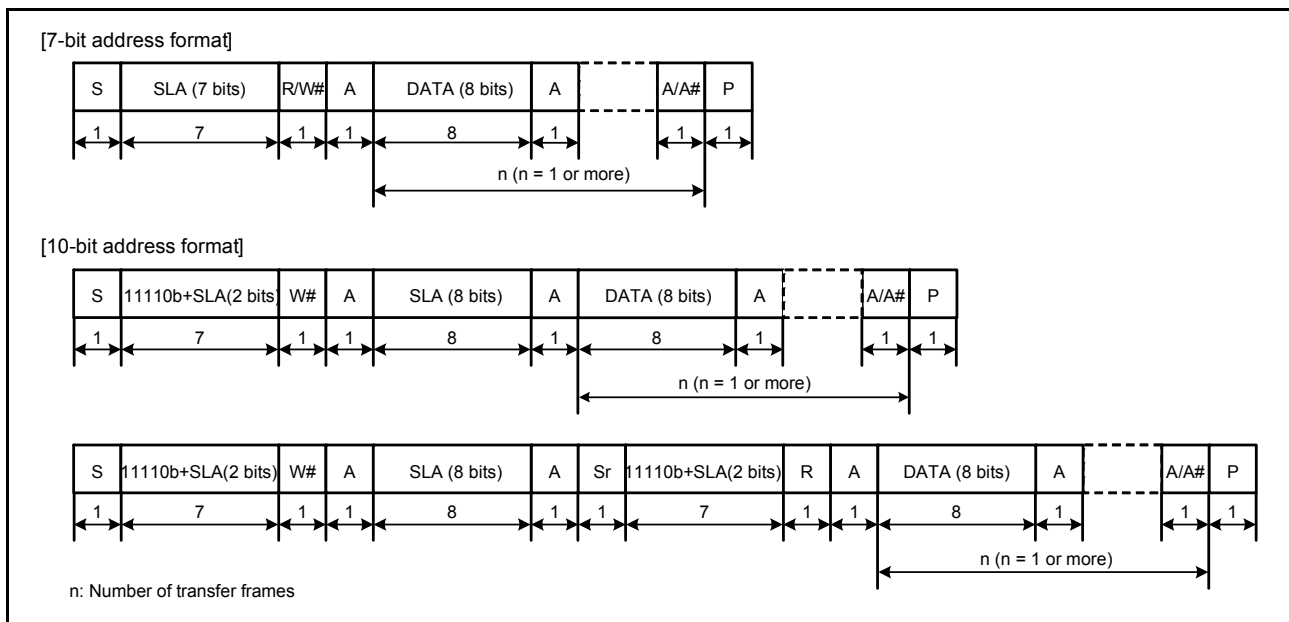 [7-bit address format]
S SLA (7 bits) R/W# A DATA (8 bits) A A/A# P
1 7 1 1 8 1 1 1
n (n = 1 or more)
[10-bit address format]
S 11110b+SLA(2 bits) W# A SLA (8 bits) A DATA (8 bits) A A/A# P
1 7 1 1 8 1 8 1 1 1
n (n = 1 or more)
S 11110b+SLA(2 bits) W# A SLA (8 bits) A Sr 11110b+SLA(2 bits) R A DATA (8 bits) A A/A# P
1 7 1 1 8 1 1 7 1 1 8 1 1 1
n (n = 1 or more)
n: Number of transfer frames